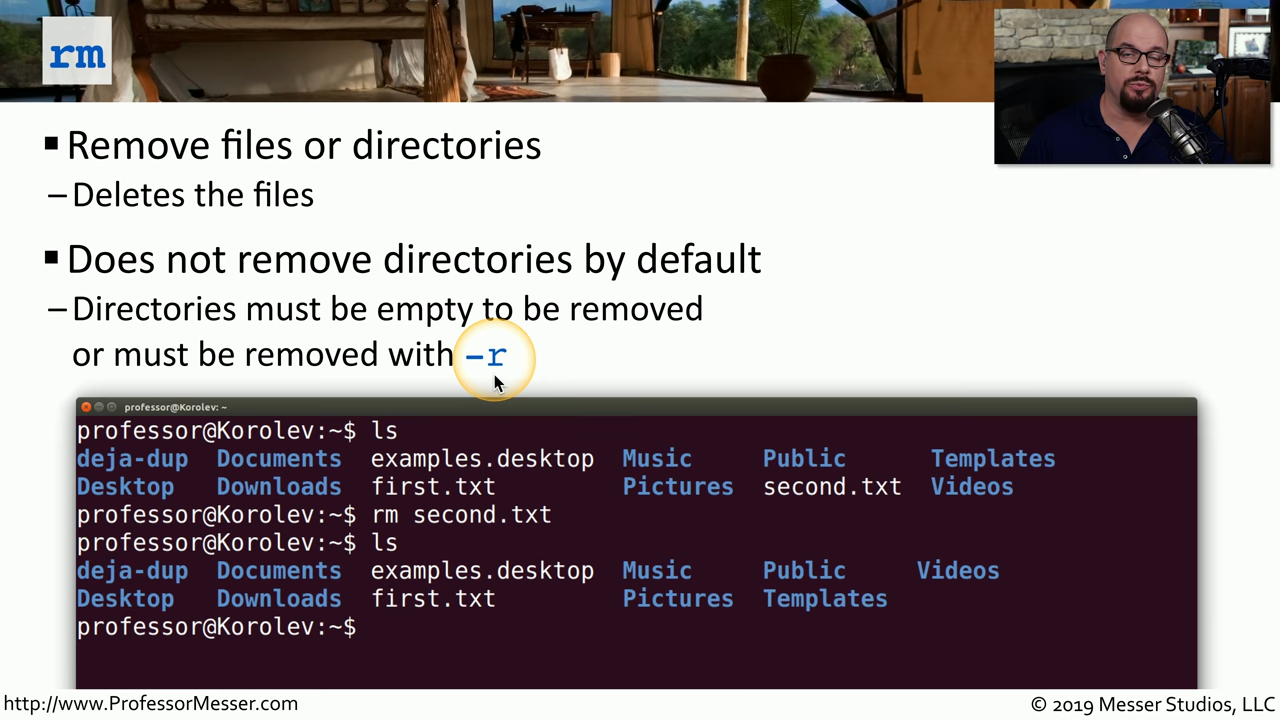 rm
▪ Remove files or directories
– Deletes the files
▪ Does not remove directories by default
– Directories must be empty to be removed
or must be removed with -r
professor@Korolev: ~
professor@Korolev:~$ ls
deja-dup Documents examples.desktop Music Public Templates
Desktop Downloads first.txt Pictures second.txt Videos
professor@Korolev:~$ rm second.txt
professor@Korolev:~$ ls
deja-dup Documents examples.desktop Music Public Videos
Desktop Downloads first.txt Pictures Templates
professor@Korolev:~$
http://www.ProfessorMesser.com
© 2019 Messer Studios, LLC